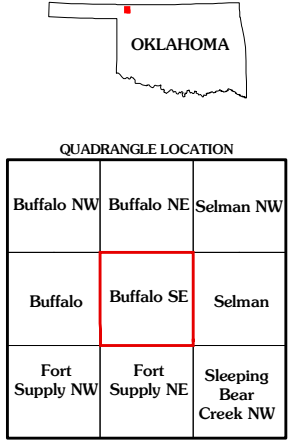 OKLAHOMA
QUADRANGLE LOCATION
Buffalo NW
Buffalo NE
Selman NW
Buffalo
Buffalo SE
Selman
Fort
Supply NW
Fort
Supply NE
Sleeping
Bear
Creek NW